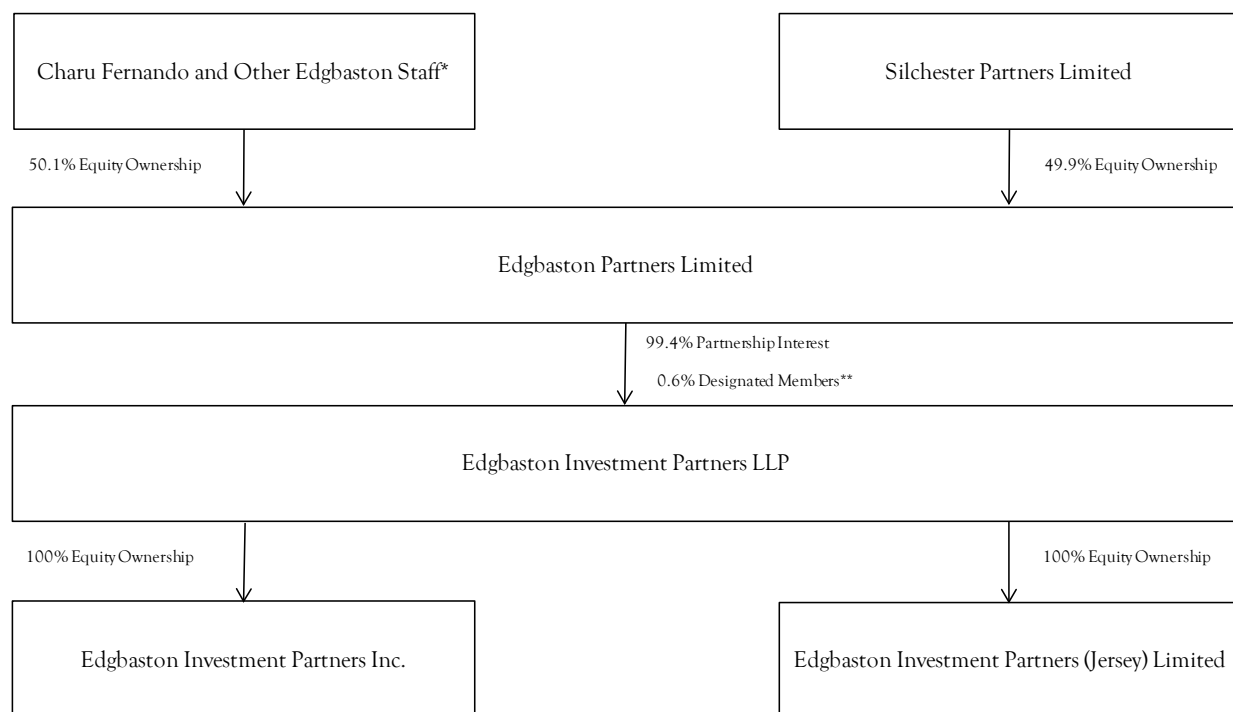 Charu Fernando and Other Edgbaston Staff*
Silchester Partners Limited
50.1% Equity Ownership
49.9% Equity Ownership
Edgbaston Partners Limited
99.4% Partnership Interest
0.6% Designated Members**
Edgbaston Investment Partners LLP
100% Equity Ownership
100% Equity Ownership
Edgbaston Investment Partners Inc.
Edgbaston Investment Partners (Jersey) Limited